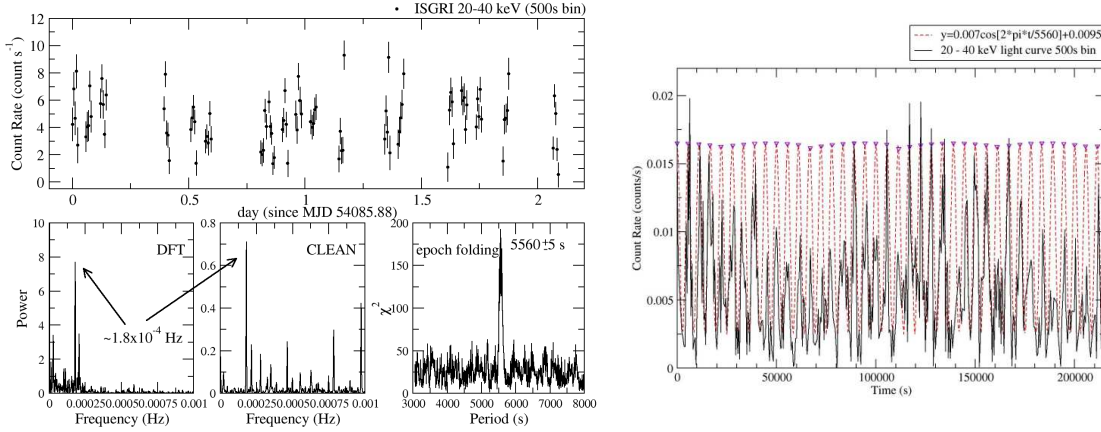 ISGRI 20-40 keV (500s bin)
Count Rate (count s⁻¹)
12
10
8
6
4
2
0
0 0.5 1 1.5 2
day (since MJD 54085.88)
Power
10
8
6
4
2
0
DFT
~1.8x10⁻⁴ Hz
0 0.00025 0.0005 0.00075 0.001
Frequency (Hz)
0.8
0.6
0.4
0.2
0
CLEAN
0 0.00025 0.0005 0.00075 0.001
Frequency (Hz)
χ²
200
150
100
50
0
epoch folding
5560±5 s
3000 4000 5000 6000 7000 8000
Period (s)
y=0.007cos[2*pi*t/5560]+0.0095
20 - 40 keV light curve 500s bin
Count Rate (counts/s)
0.02
0.015
0.01
0.005
0
0 50000 100000 150000 200000
Time (s)